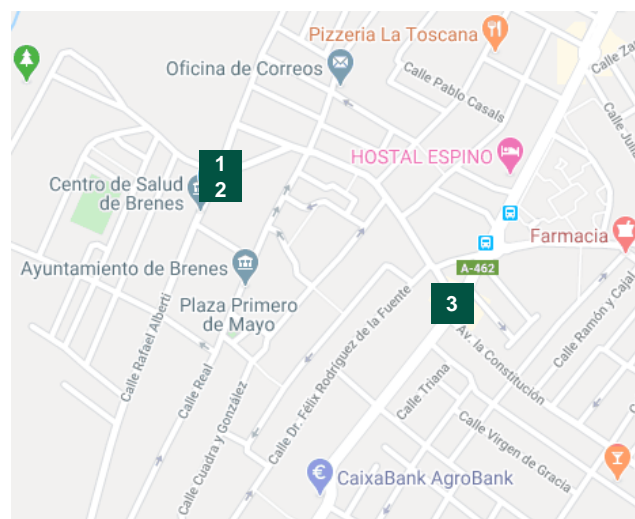 Pizzeria La Toscana
Calle Za
Oficina de Correos
Calle Pablo Casals
Calle Juli
1
HOSTAL ESPINO
2
Centro de Salud
de Brenes
Farmacia
Ayuntamiento de Brenes
A-462
Plaza Primero
de Mayo
3
Calle Rafael Alberti
Calle Real
Calle Cuadra y González
Calle Dr. Félix Rodríguez de la Fuente
Av. la Constitución
Calle Ramón y Cajal
Calle Triana
Calle Virgen de Gracia
€
CaixaBank AgroBank